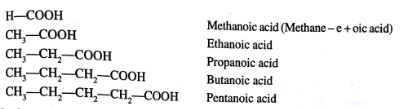 H—COOH
CH₃—COOH
CH₃—CH₂—COOH
CH₃—CH₂—CH₂—COOH
CH₃—CH₂—CH₂—CH₂—COOH
Methanoic acid (Methane – e + oic acid)
Ethanoic acid
Propanoic acid
Butanoic acid
Pentanoic acid